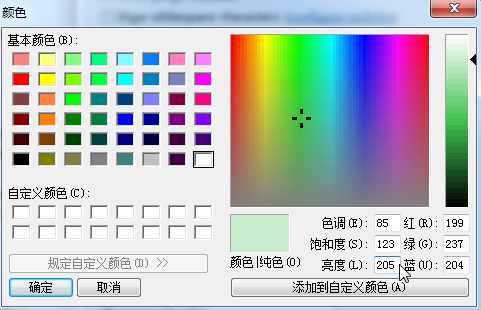 颜色
基本颜色(B):
自定义颜色(C):
规定自定义颜色(D) >>
确定
取消
颜色|纯色(O)
色调(E): 85
饱和度(S): 123
亮度(L): 205
红(R): 199
绿(G): 237
蓝(U): 204
添加到自定义颜色(A)